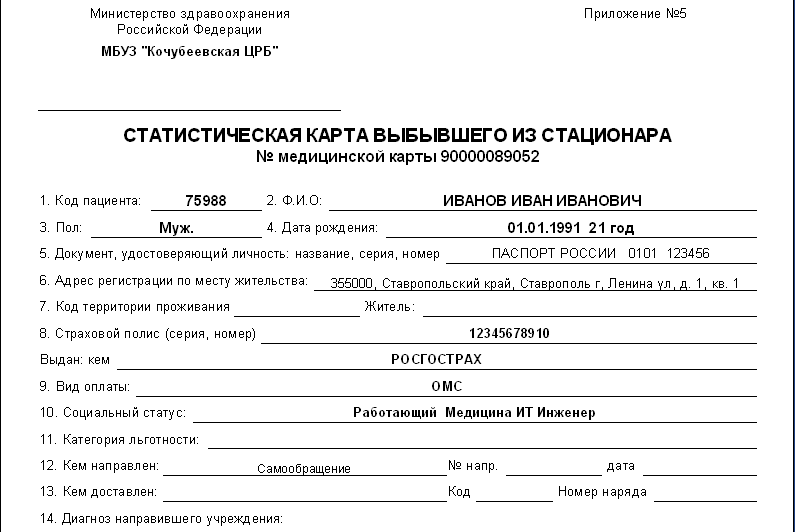 Министерство здравоохранения Приложение №5
Российской Федерации
МБУЗ "Кочубеевская ЦРБ"
СТАТИСТИЧЕСКАЯ КАРТА ВЫБЫВШЕГО ИЗ СТАЦИОНАРА
№ медицинской карты 90000089052
1. Код пациента: 75988 2. Ф.И.О: ИВАНОВ ИВАН ИВАНОВИЧ
3. Пол: Муж. 4. Дата рождения: 01.01.1991 21 год
5. Документ, удостоверяющий личность: название, серия, номер ПАСПОРТ РОССИИ 0101 123456
6. Адрес регистрации по месту жительства: 355000, Ставропольский край, Ставрополь г, Ленина ул, д. 1, кв. 1
7. Код территории проживания Житель:
8. Страховой полис (серия, номер) 12345678910
Выдан: кем РОСГОСТРАХ
9. Вид оплаты: ОМС
10. Социальный статус: Работающий Медицина ИТ Инженер
11. Категория льготности:
12. Кем направлен: Самообращение № напр. дата
13. Кем доставлен: Код Номер наряда
14. Диагноз направившего учреждения: